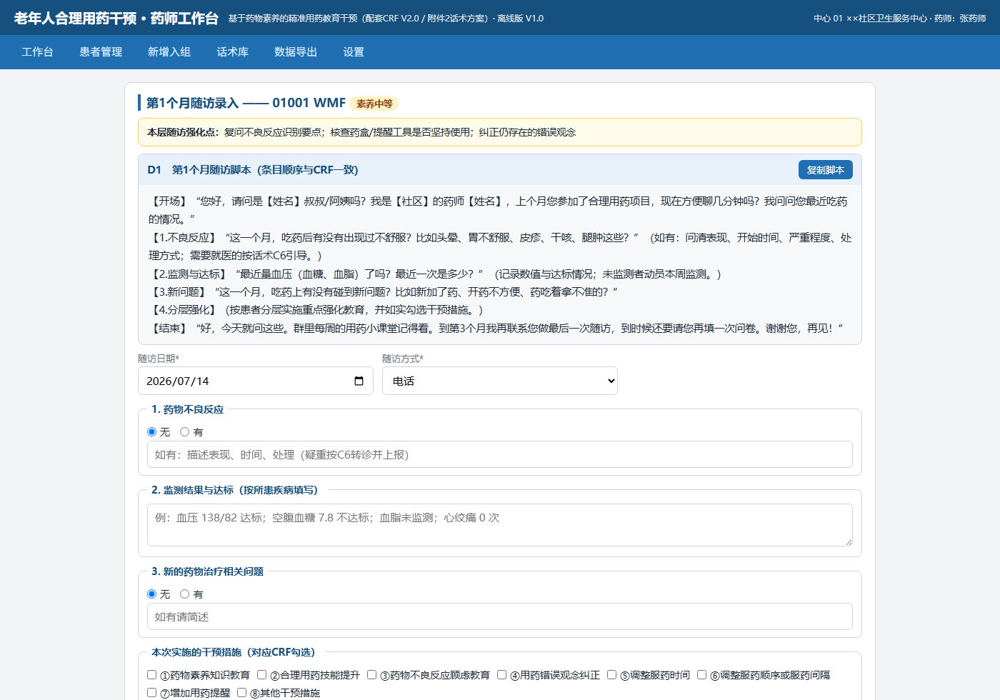 老年人合理用药干预 • 药师工作台 基于药物素养的精准用药教育干预（配套CRF V2.0 / 附件2话术方案）· 离线版 V1.0 中心 01 ××社区卫生服务中心 · 药师：张药师
工作台 患者管理 新增入组 话术库 数据导出 设置
第1个月随访录入 —— 01001 WMF 素养中等
本层随访强化点：复问不良反应识别要点；核查药盒/提醒工具是否坚持使用；纠正仍存在的错误观念
D1 第1个月随访脚本（条目顺序与CRF一致） 复制脚本
【开场】“您好，请问是【姓名】叔叔/阿姨吗？我是【社区】的药师【姓名】，上个月您参加了合理用药项目，现在方便聊几分钟吗？我问问您最近吃药
的情况。”
【1.不良反应】“这一个月，吃药后有没有出现过不舒服？比如头晕、胃不舒服、皮疹、干咳、腿肿这些？”（如有：问清表现、开始时间、严重程度、处
理方式；需要就医的按话术C6引导。）
【2.监测与达标】“最近量血压（血糖、血脂）了吗？最近一次是多少？”（记录数值与达标情况；未监测者动员本周监测。）
【3.新问题】“这一个月，吃药上有没有碰到新问题？比如新加了药、开药不方便、药吃着拿不准的？”
【4.分层强化】（按患者分层实施重点强化教育，并如实勾选干预措施。）
【结束】“好，今天就问这些。群里每周的用药小课堂记得看。到第3个月我再联系您做最后一次随访，到时候还要请您再填一次问卷。谢谢您，再见！”
随访日期* 随访方式*
2026/07/14 电话
1. 药物不良反应
无 有
如有：描述表现、时间、处理（疑重按C6转诊并上报）
2. 监测结果与达标（按所患疾病填写）
例：血压 138/82 达标；空腹血糖 7.8 不达标；血脂未监测；心绞痛 0 次
3. 新的药物治疗相关问题
无 有
如有请简述
本次实施的干预措施（对应CRF勾选）
①药物素养知识教育 ②合理用药技能提升 ③药物不良反应顾虑教育 ④用药错误观念纠正 ⑤调整服药时间 ⑥调整服药顺序或服药间隔
⑦增加用药提醒 ⑧其他干预措施